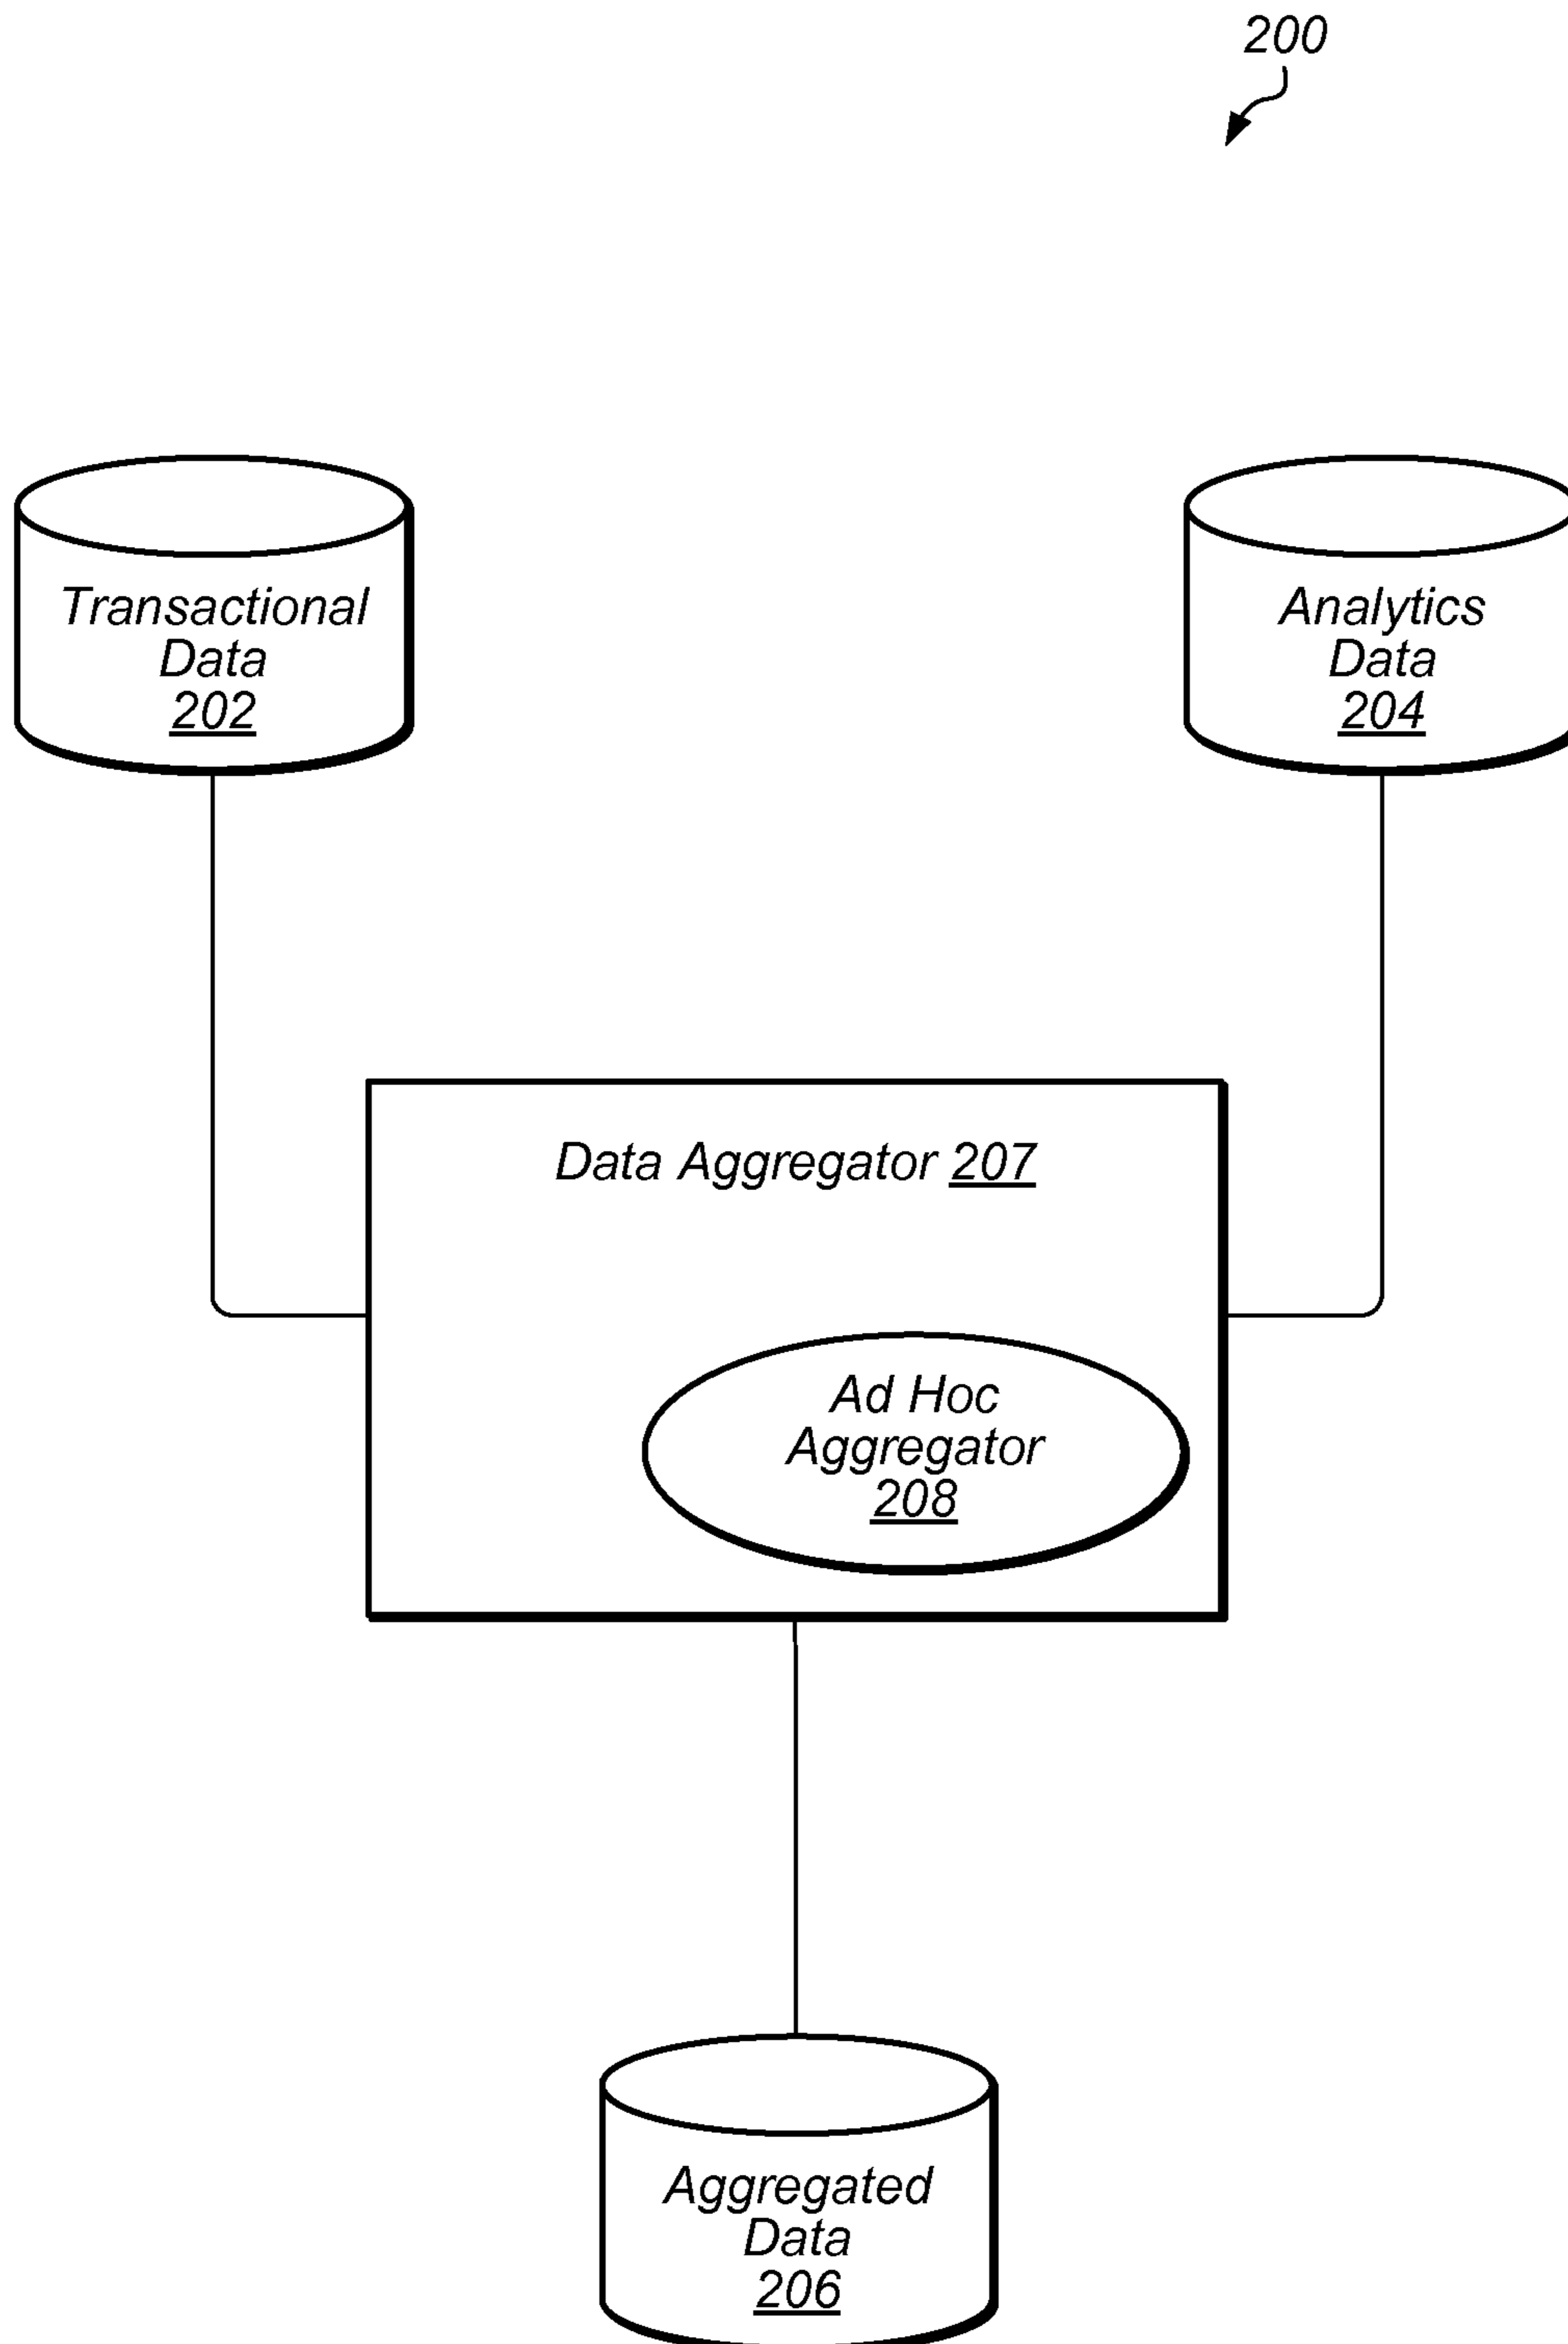 200
Transactional
Data
202
Analytics
Data
204
Data Aggregator 207
Ad Hoc
Aggregator
208
Aggregated
Data
206